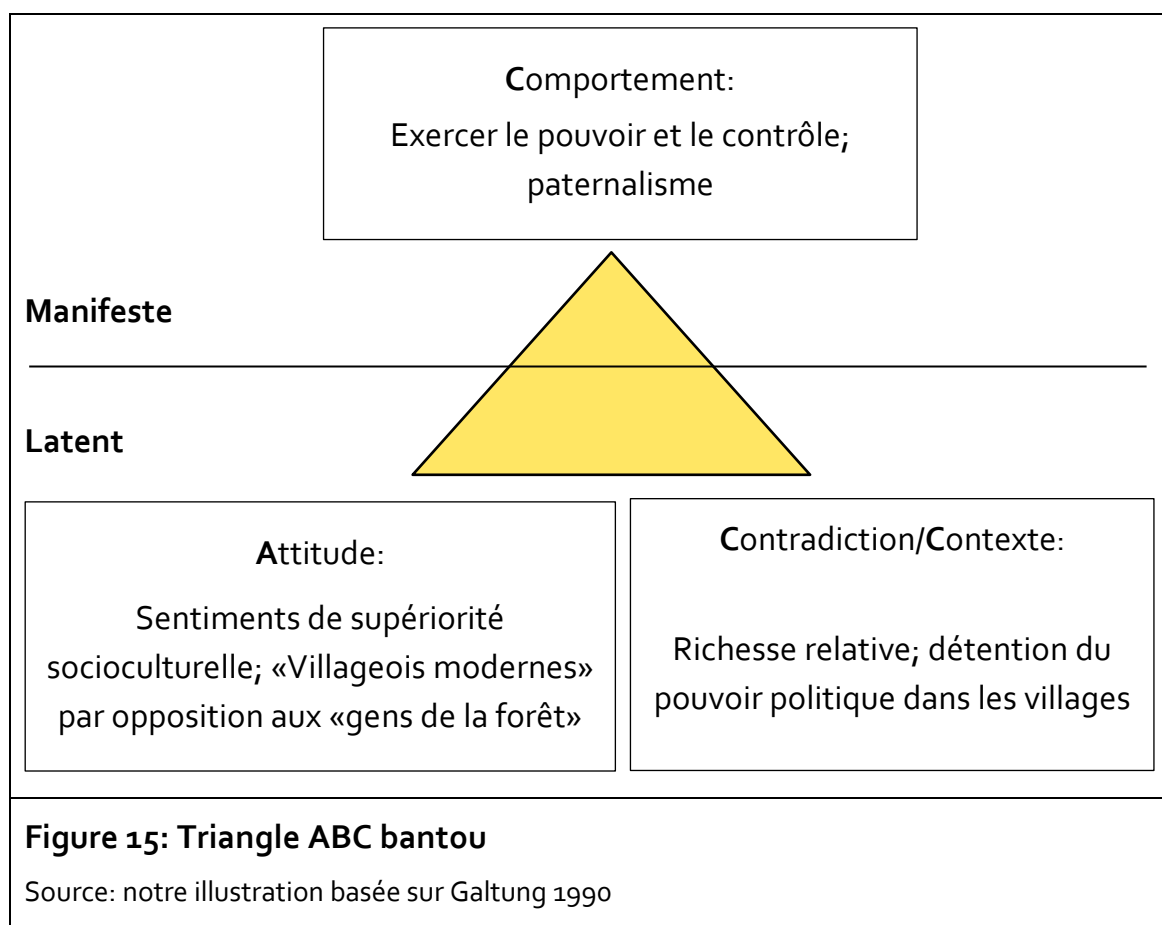 Comportement:
Exercer le pouvoir et le contrôle;
paternalisme
Manifeste
Latent
Attitude:
Sentiments de supériorité
socioculturelle; «Villageois modernes»
par opposition aux «gens de la forêt»
Contradiction/Contexte:
Richesse relative; détention du
pouvoir politique dans les villages
Figure 15: Triangle ABC bantou
Source: notre illustration basée sur Galtung 1990